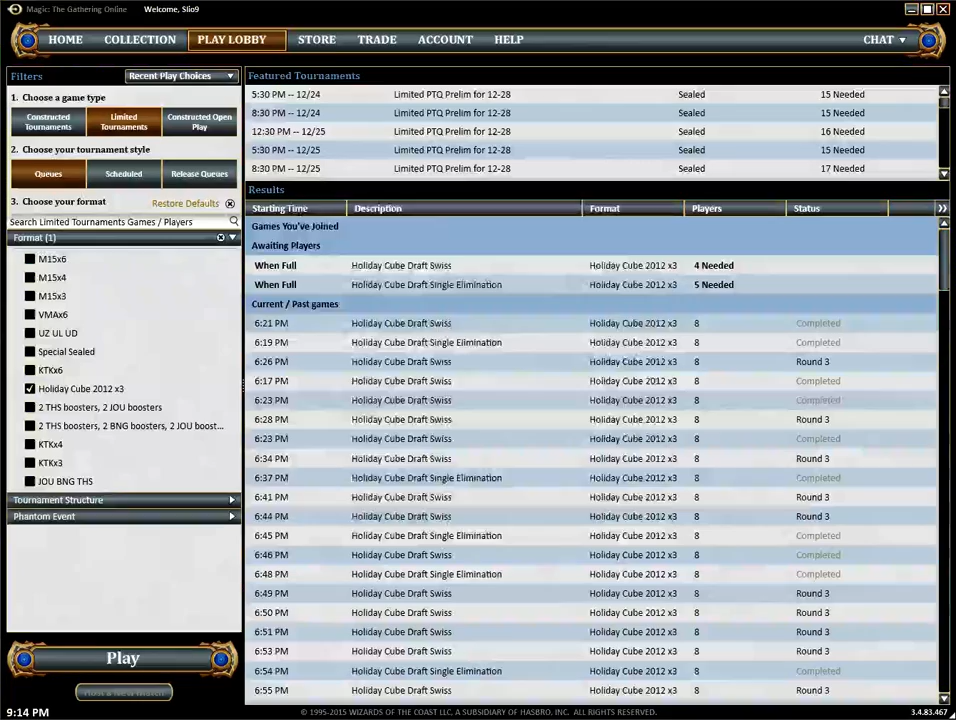 Magic: The Gathering Online Welcome, Slio9
HOME COLLECTION PLAY LOBBY STORE TRADE ACCOUNT HELP CHAT
Filters Recent Play Choices
1. Choose a game type
Constructed Tournaments Limited Tournaments Constructed Open Play
2. Choose your tournament style
Queues Scheduled Release Queues
3. Choose your format Restore Defaults
Search Limited Tournaments Games / Players
Format (1)
M15x6
M15x4
M15x3
VMAx6
UZ UL UD
Special Sealed
KTKx6
Holiday Cube 2012 x3
2 THS boosters, 2 JOU boosters
2 THS boosters, 2 BNG boosters, 2 JOU boost...
KTKx4
KTKx3
JOU BNG THS
Tournament Structure
Phantom Event
Play
Host a New Match
9:14 PM
Featured Tournaments
5:30 PM -- 12/24 Limited PTQ Prelim for 12-28 Sealed 15 Needed
8:30 PM -- 12/24 Limited PTQ Prelim for 12-28 Sealed 15 Needed
12:30 PM -- 12/25 Limited PTQ Prelim for 12-28 Sealed 16 Needed
5:30 PM -- 12/25 Limited PTQ Prelim for 12-28 Sealed 15 Needed
8:30 PM -- 12/25 Limited PTQ Prelim for 12-28 Sealed 17 Needed
Results
Starting Time Description Format Players Status
Games You've Joined
Awaiting Players
When Full Holiday Cube Draft Swiss Holiday Cube 2012 x3 4 Needed
When Full Holiday Cube Draft Single Elimination Holiday Cube 2012 x3 5 Needed
Current / Past games
6:21 PM Holiday Cube Draft Swiss Holiday Cube 2012 x3 8 Completed
6:19 PM Holiday Cube Draft Single Elimination Holiday Cube 2012 x3 8 Completed
6:26 PM Holiday Cube Draft Swiss Holiday Cube 2012 x3 8 Round 3
6:17 PM Holiday Cube Draft Swiss Holiday Cube 2012 x3 8 Completed
6:23 PM Holiday Cube Draft Swiss Holiday Cube 2012 x3 8 Completed
6:28 PM Holiday Cube Draft Swiss Holiday Cube 2012 x3 8 Round 3
6:23 PM Holiday Cube Draft Swiss Holiday Cube 2012 x3 8 Completed
6:34 PM Holiday Cube Draft Swiss Holiday Cube 2012 x3 8 Round 3
6:37 PM Holiday Cube Draft Single Elimination Holiday Cube 2012 x3 8 Completed
6:41 PM Holiday Cube Draft Swiss Holiday Cube 2012 x3 8 Round 3
6:44 PM Holiday Cube Draft Swiss Holiday Cube 2012 x3 8 Round 3
6:45 PM Holiday Cube Draft Single Elimination Holiday Cube 2012 x3 8 Completed
6:46 PM Holiday Cube Draft Swiss Holiday Cube 2012 x3 8 Completed
6:48 PM Holiday Cube Draft Single Elimination Holiday Cube 2012 x3 8 Completed
6:49 PM Holiday Cube Draft Swiss Holiday Cube 2012 x3 8 Round 3
6:50 PM Holiday Cube Draft Swiss Holiday Cube 2012 x3 8 Round 3
6:51 PM Holiday Cube Draft Swiss Holiday Cube 2012 x3 8 Round 3
6:53 PM Holiday Cube Draft Swiss Holiday Cube 2012 x3 8 Round 3
6:54 PM Holiday Cube Draft Single Elimination Holiday Cube 2012 x3 8 Completed
6:55 PM Holiday Cube Draft Swiss Holiday Cube 2012 x3 8 Round 3
© 1995-2015 WIZARDS OF THE COAST LLC, A SUBSIDIARY OF HASBRO, INC. ALL RIGHTS RESERVED. 3.4.83.467